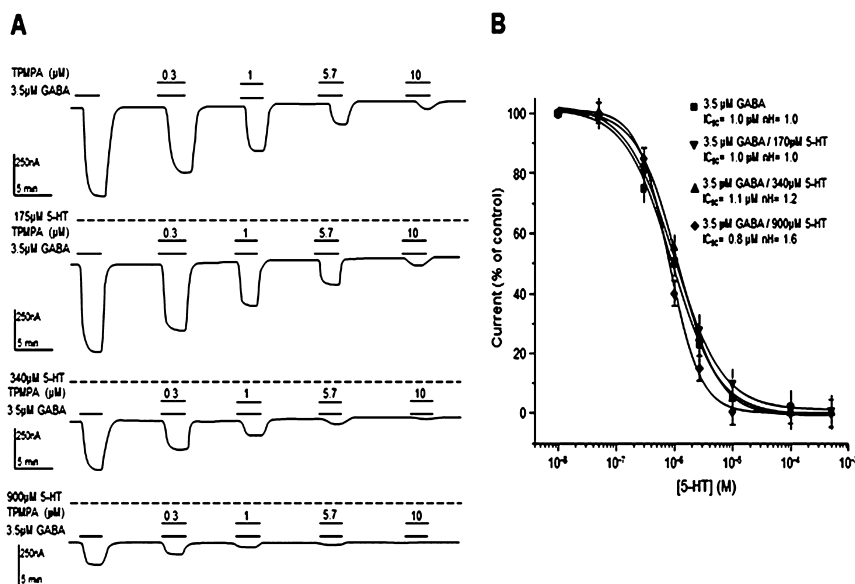 A
TPMPA (µM) 0.3 1 5.7 10
3.5µM GABA
250nA
5 min
175µM 5-HT
TPMPA (µM) 0.3 1 5.7 10
3.5µM GABA
250nA
5 min
340µM 5-HT
TPMPA (µM) 0.3 1 5.7 10
3.5µM GABA
250nA
5 min
900µM 5-HT
TPMPA (µM) 0.3 1 5.7 10
3.5µM GABA
250nA
5 min
B
Current (% of control)
100
80
60
40
20
0
3.5 µM GABA
IC50= 1.0 µM nH= 1.0
3.5 µM GABA / 170µM 5-HT
IC50= 1.0 µM nH= 1.0
3.5 µM GABA / 340µM 5-HT
IC50= 1.1 µM nH= 1.2
3.5 µM GABA / 900µM 5-HT
IC50= 0.8 µM nH= 1.6
10⁻⁸ 10⁻⁷ 10⁻⁶ 10⁻⁵ 10⁻⁴ 10⁻³
[5-HT] (M)